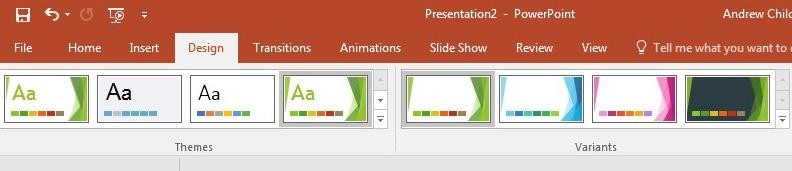 Presentation2 - PowerPoint
Andrew Chilc
File Home Insert Design Transitions Animations Slide Show Review View Tell me what you want to
Aa Aa Aa Aa
Themes Variants